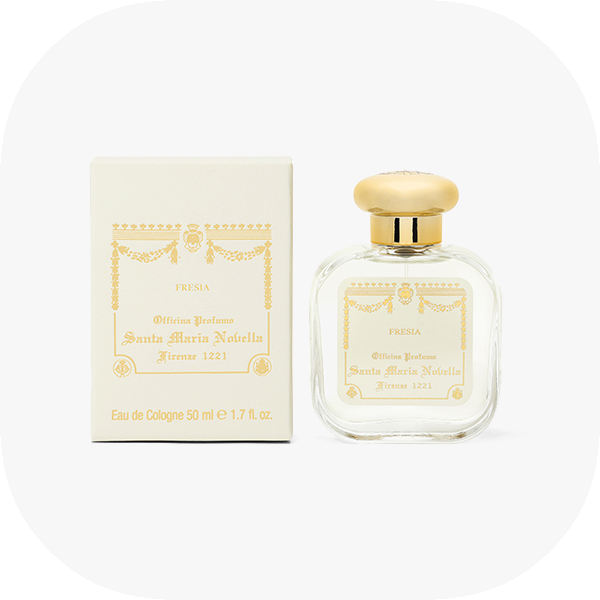 FRESIA
Officina Profumo
Santa Maria Novella
Firenze 1221
Eau de Cologne 50 ml ℮ 1.7 fl. oz.
FRESIA
Officina Profumo
Santa Maria Novella
Firenze 1221